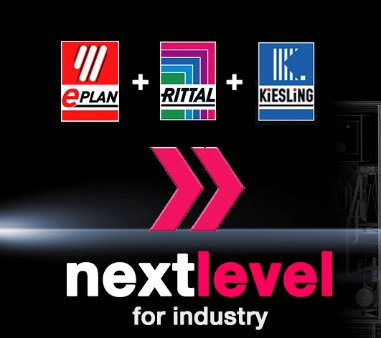 ePLAN + RITTAL + KiESLiNG
nextlevel
for industry